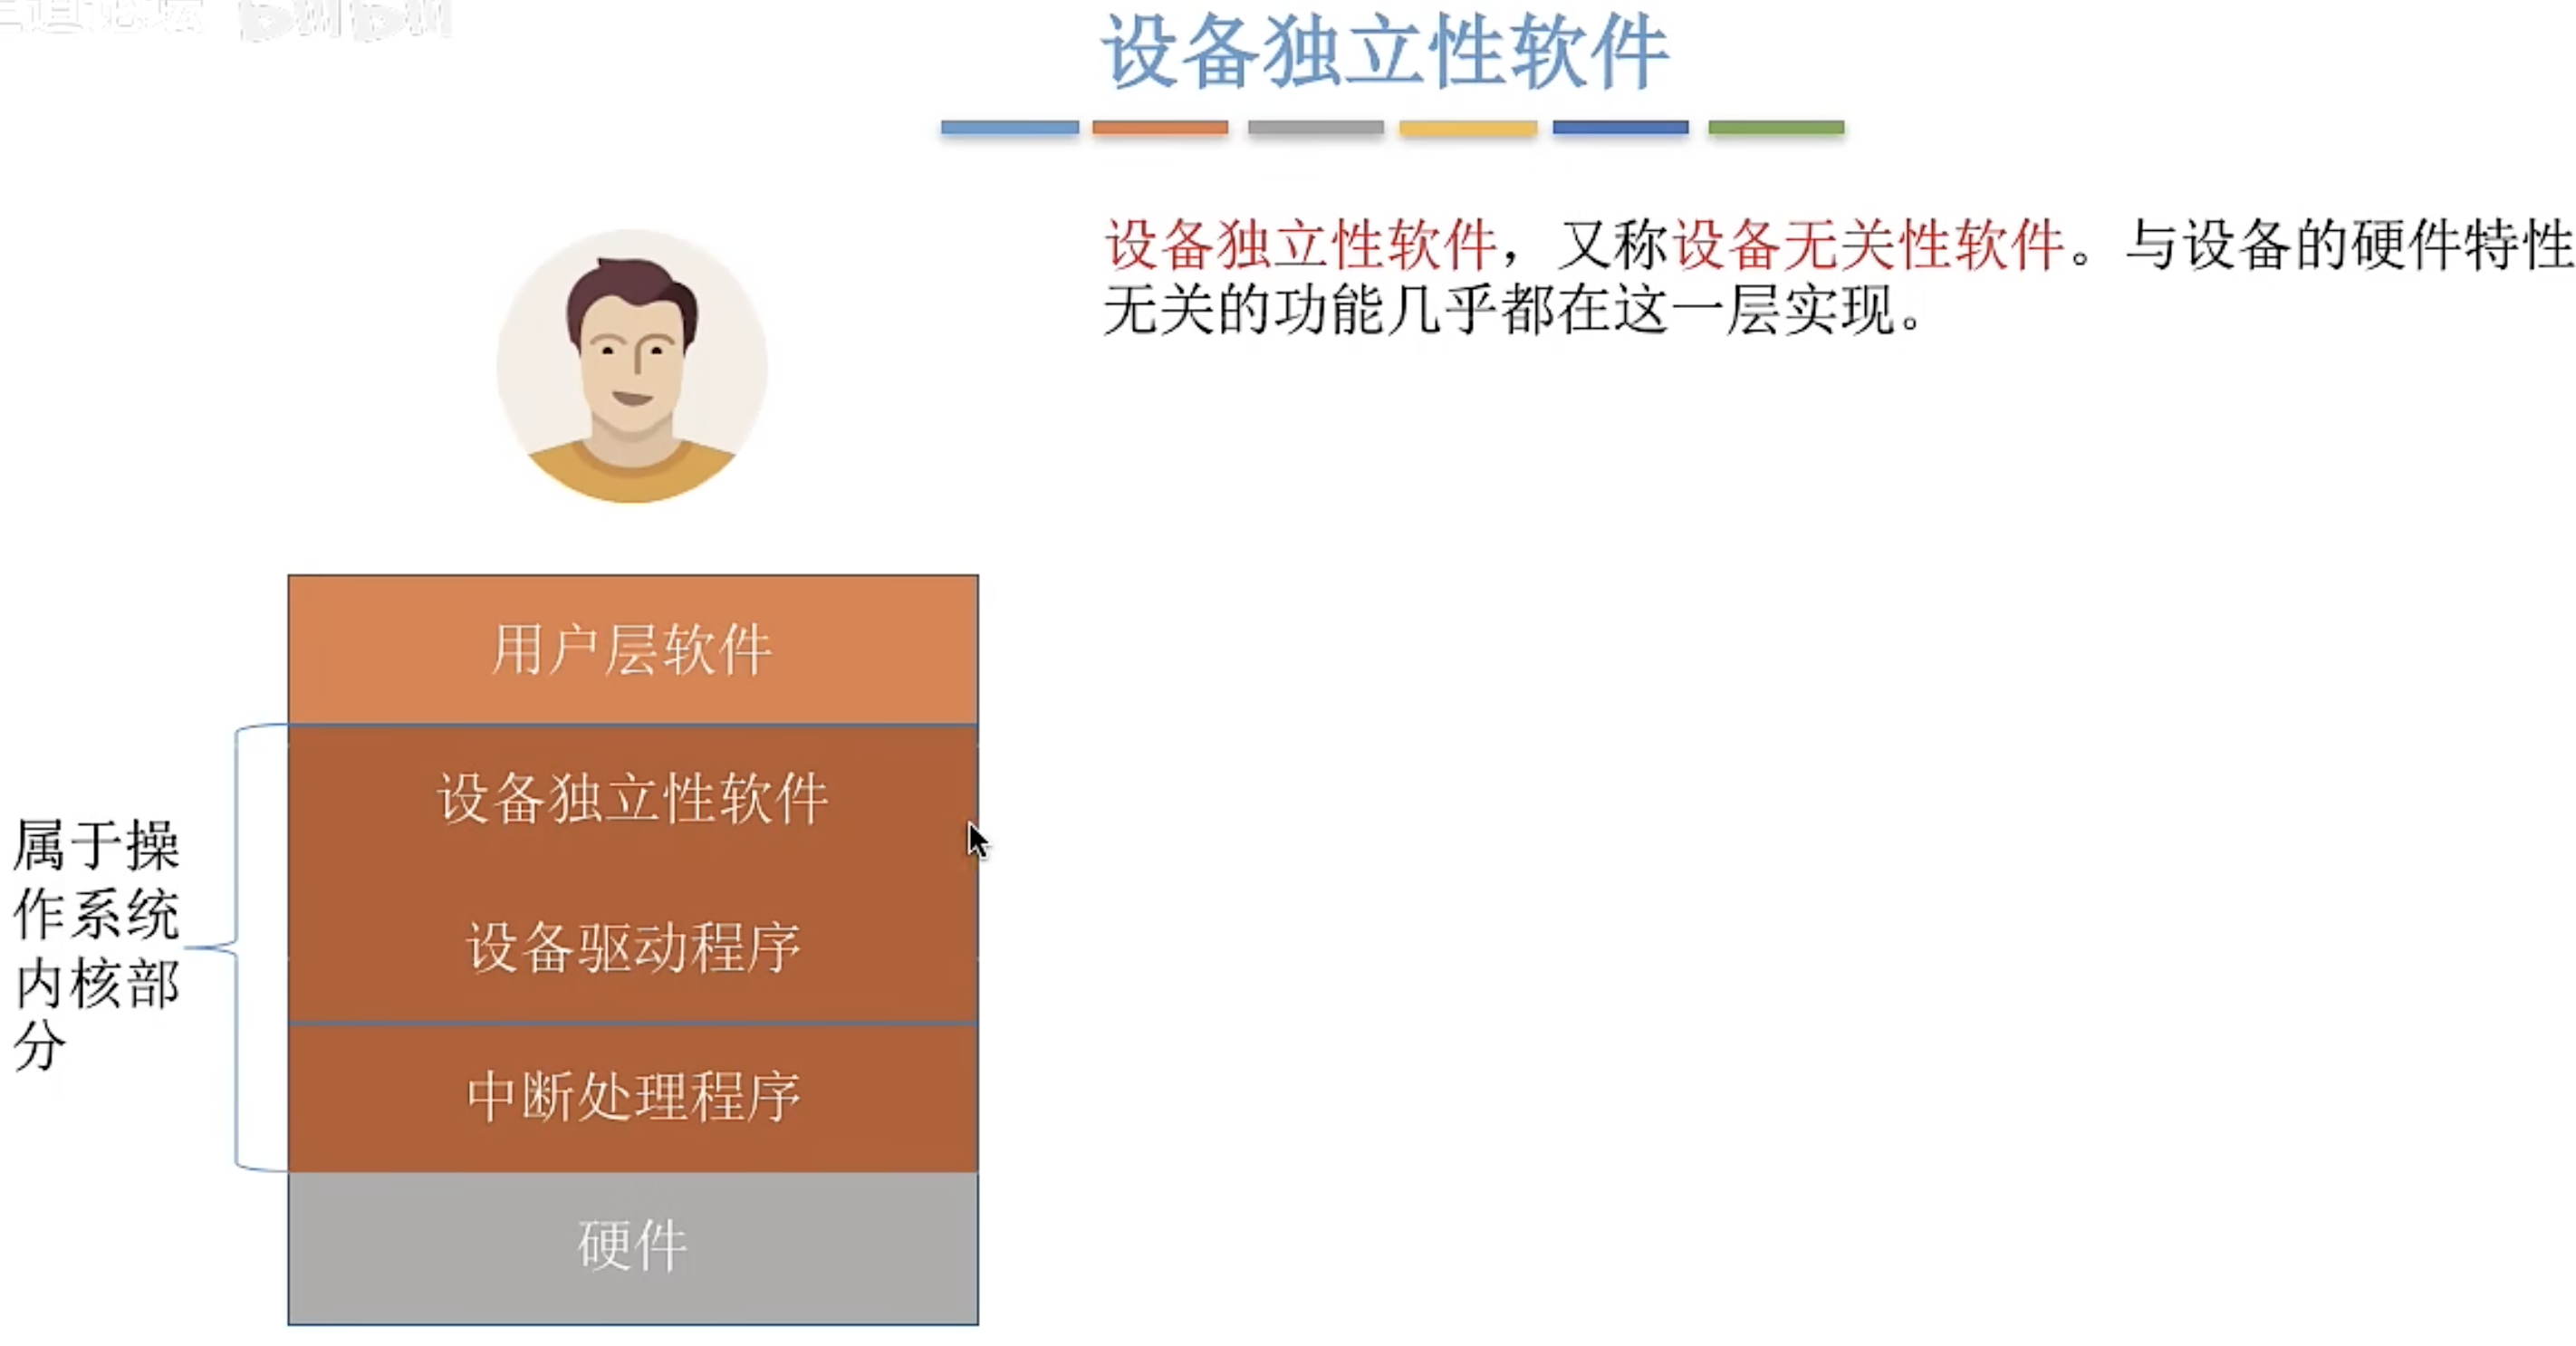 设备独立性软件
设备独立性软件，又称设备无关性软件。与设备的硬件特性
无关的功能几乎都在这一层实现。
用户层软件
设备独立性软件
设备驱动程序
中断处理程序
硬件
属于操
作系统
内核部
分